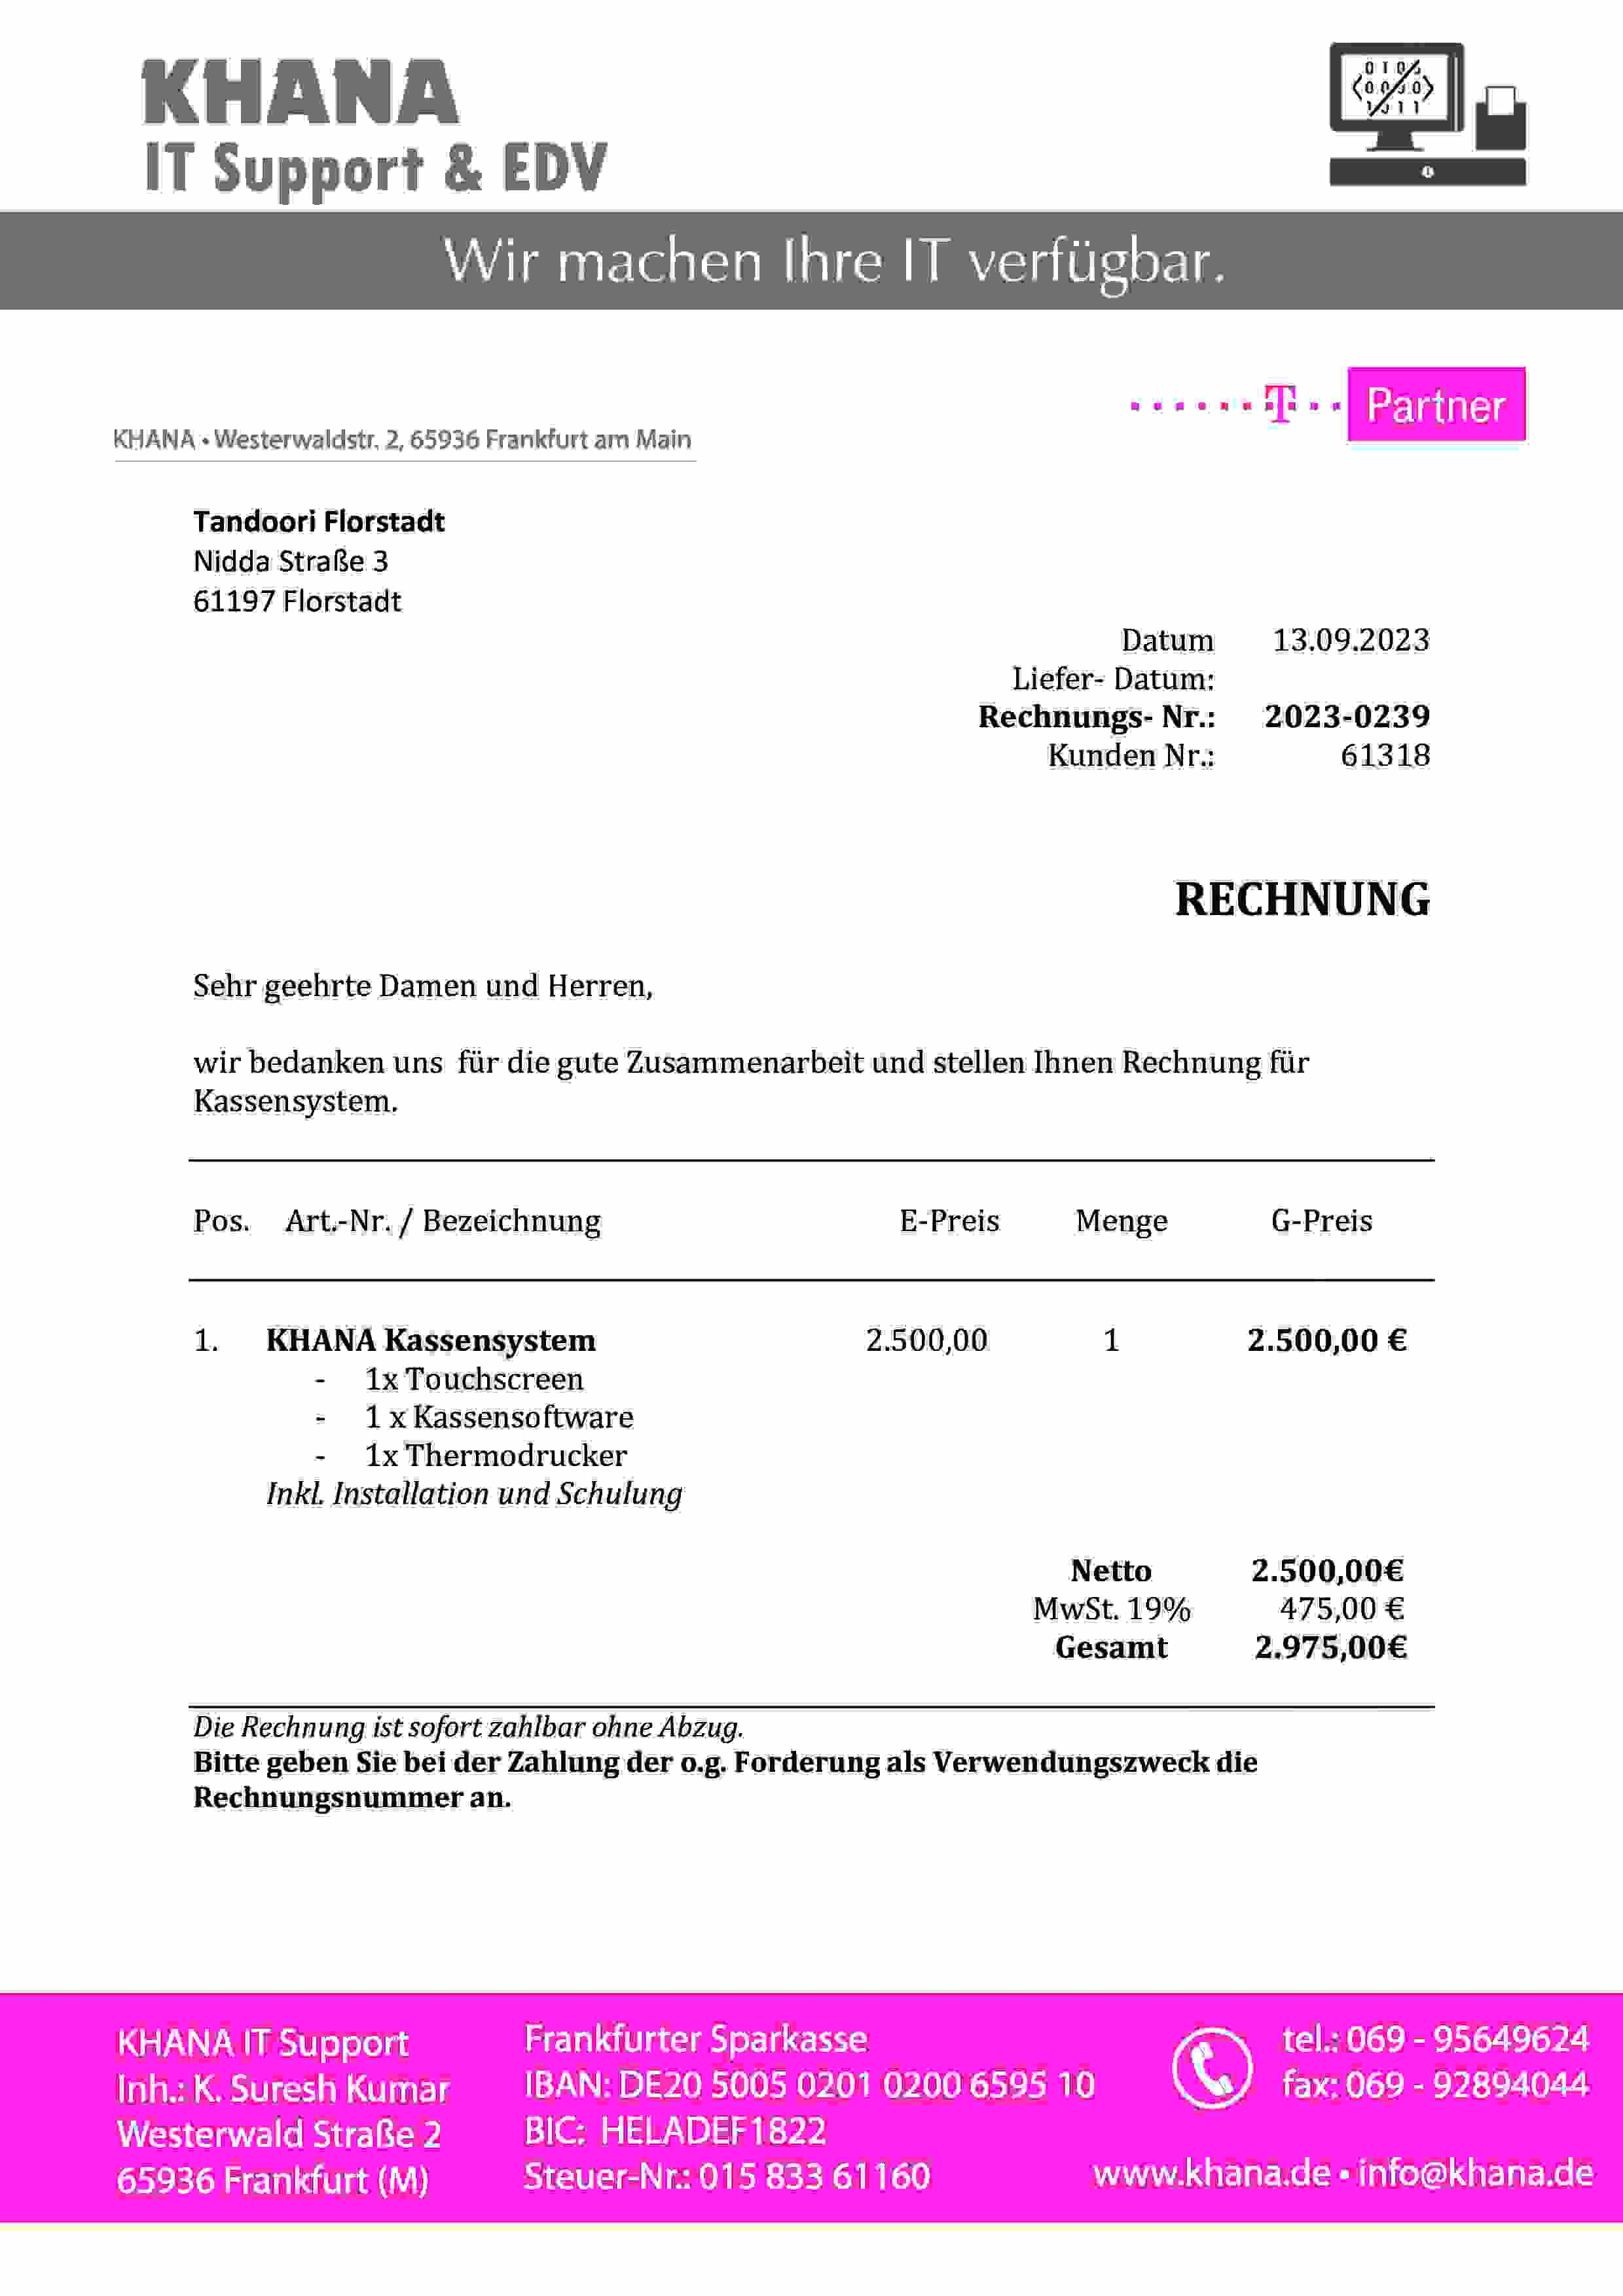 KHANA
IT Support & EDV
Wir machen Ihre IT verfügbar.
T Partner
KHANA • Westerwaldstr. 2, 65936 Frankfurt am Main
Tandoori Florstadt
Nidda Straße 3
61197 Florstadt
Datum 13.09.2023
Liefer- Datum:
Rechnungs- Nr.: 2023-0239
Kunden Nr.: 61318
RECHNUNG
Sehr geehrte Damen und Herren,
wir bedanken uns für die gute Zusammenarbeit und stellen Ihnen Rechnung für
Kassensystem.
Pos. Art.-Nr. / Bezeichnung E-Preis Menge G-Preis
1. KHANA Kassensystem 2.500,00 1 2.500,00 €
- 1x Touchscreen
- 1 x Kassensoftware
- 1x Thermodrucker
Inkl. Installation und Schulung
Netto 2.500,00€
MwSt. 19% 475,00 €
Gesamt 2.975,00€
Die Rechnung ist sofort zahlbar ohne Abzug.
Bitte geben Sie bei der Zahlung der o.g. Forderung als Verwendungszweck die
Rechnungsnummer an.
KHANA IT Support
Inh.: K. Suresh Kumar
Westerwald Straße 2
65936 Frankfurt (M)
Frankfurter Sparkasse
IBAN: DE20 5005 0201 0200 6595 10
BIC: HELADEF1822
Steuer-Nr.: 015 833 61160
tel.: 069 - 95649624
fax: 069 - 92894044
www.khana.de • info@khana.de